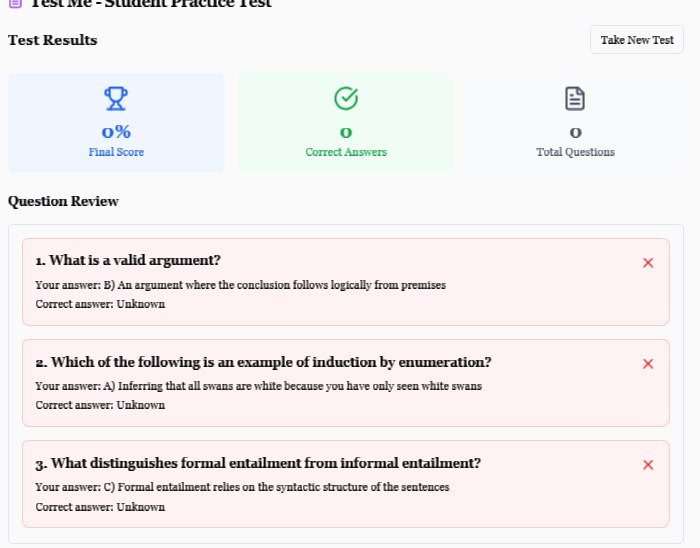 Test Me - Student Practice Test
Test Results
Take New Test
0%
Final Score
0
Correct Answers
0
Total Questions
Question Review
1. What is a valid argument?
Your answer: B) An argument where the conclusion follows logically from premises
Correct answer: Unknown
2. Which of the following is an example of induction by enumeration?
Your answer: A) Inferring that all swans are white because you have only seen white swans
Correct answer: Unknown
3. What distinguishes formal entailment from informal entailment?
Your answer: C) Formal entailment relies on the syntactic structure of the sentences
Correct answer: Unknown